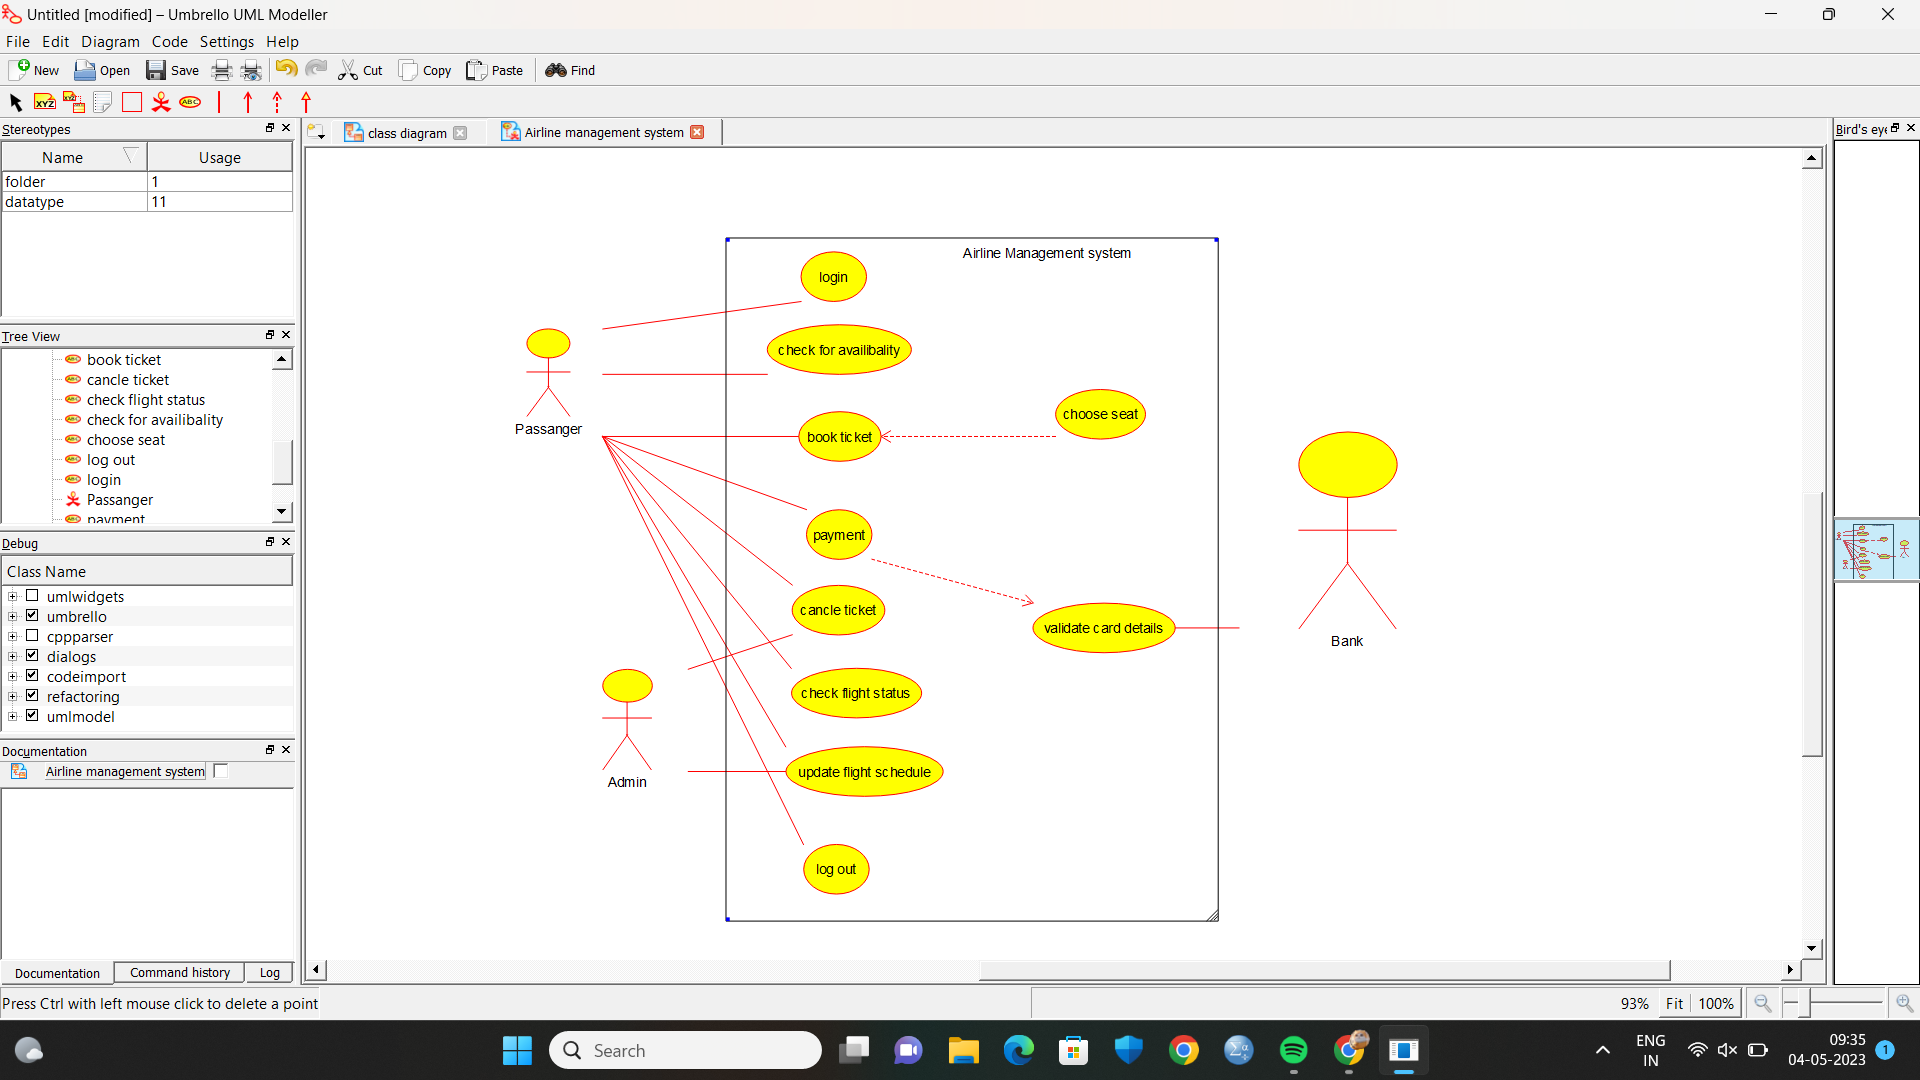 Untitled [modified] – Umbrello UML Modeller
File Edit Diagram Code Settings Help
New Open Save Cut Copy Paste Find
XYZ XYZ ABC
Stereotypes
Name Usage
folder 1
datatype 11
Tree View
book ticket
cancle ticket
check flight status
check for availibality
choose seat
log out
login
Passanger
payment
Debug
Class Name
umlwidgets
umbrello
cppparser
dialogs
codeimport
refactoring
umlmodel
Documentation
Airline management system
Documentation Command history Log
class diagram Airline management system
Airline Management system
login
check for availibality
choose seat
Passanger
book ticket
payment
cancle ticket
validate card details
Bank
check flight status
Admin
update flight schedule
log out
Bird's eye
Press Ctrl with left mouse click to delete a point
93% Fit 100%
Search
ENG
IN
09:35
04-05-2023
1